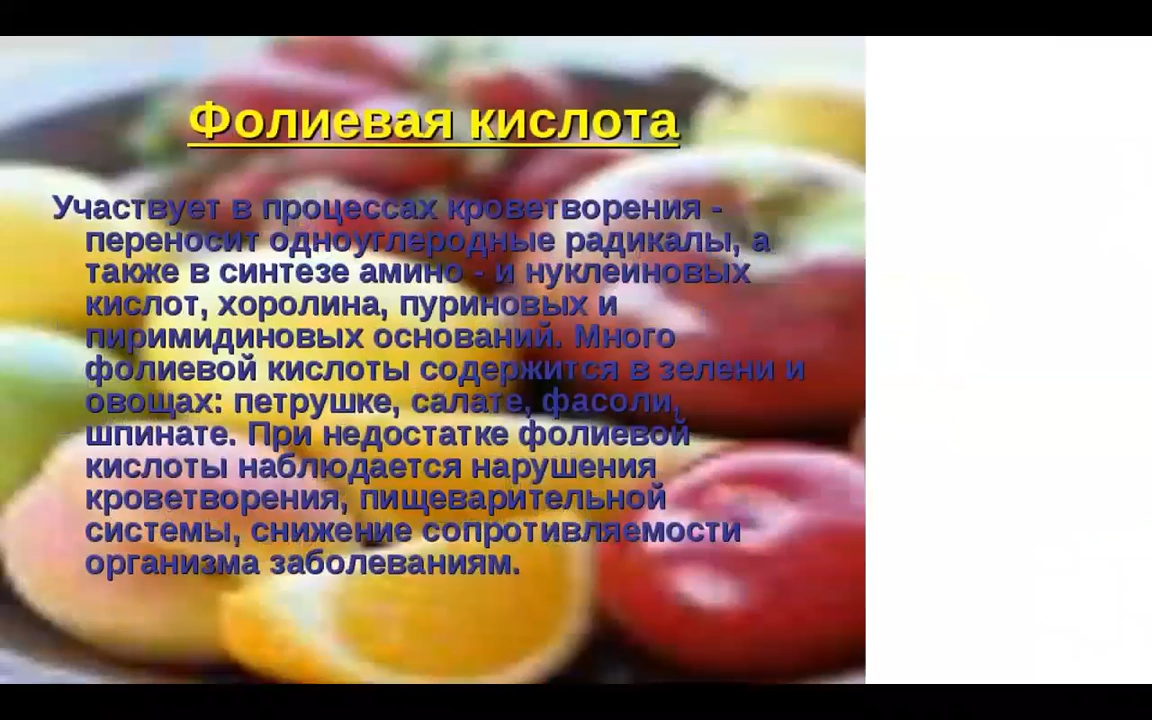 Фолиевая кислота
Участвует в процессах кроветворения -
переносит одноуглеродные радикалы, а
также в синтезе амино - и нуклеиновых
кислот, хоролина, пуриновых и
пиримидиновых оснований. Много
фолиевой кислоты содержится в зелени и
овощах: петрушке, салате, фасоли,
шпинате. При недостатке фолиевой
кислоты наблюдается нарушения
кроветворения, пищеварительной
системы, снижение сопротивляемости
организма заболеваниям.